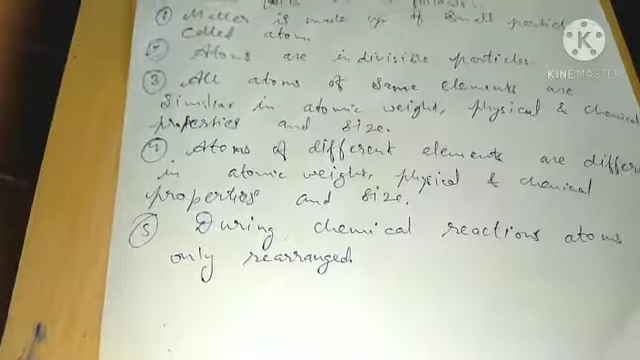 ① Matter is made up of small partic
called atom.
② Atoms are indivisible particles.
③ All atoms of same elements are
similiar in atomic weight, physical & chemical
properties and size.
④ Atoms of different elements are differ
in atomic weight, physical & chemical
properties and size.
⑤ During chemical reactions atoms
only rearranged.
KINEMASTER